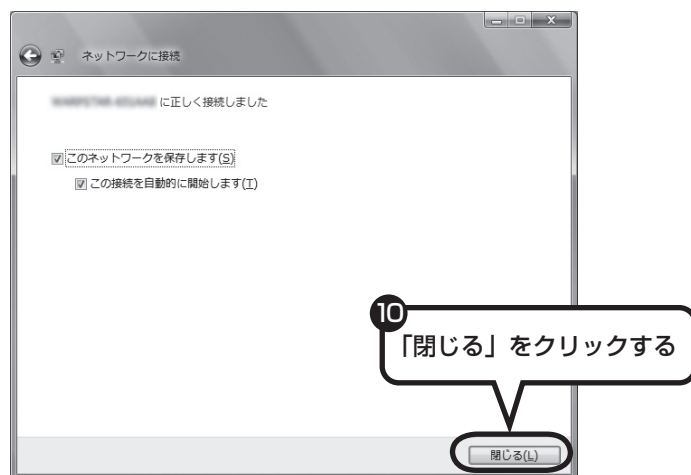 ネットワークに接続
に正しく接続しました
このネットワークを保存します(S)
この接続を自動的に開始します(T)
10
「閉じる」をクリックする
閉じる(L)